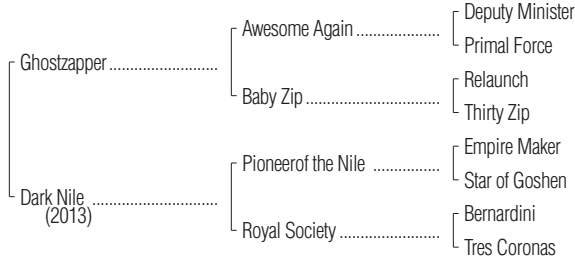 Deputy Minister
Awesome Again ....................
Primal Force
Ghostzapper ..........................
Relaunch
Baby Zip ................................
Thirty Zip
Empire Maker
Pioneerof the Nile ................
Star of Goshen
Dark Nile ..............................
(2013)
Bernardini
Royal Society ........................
Tres Coronas